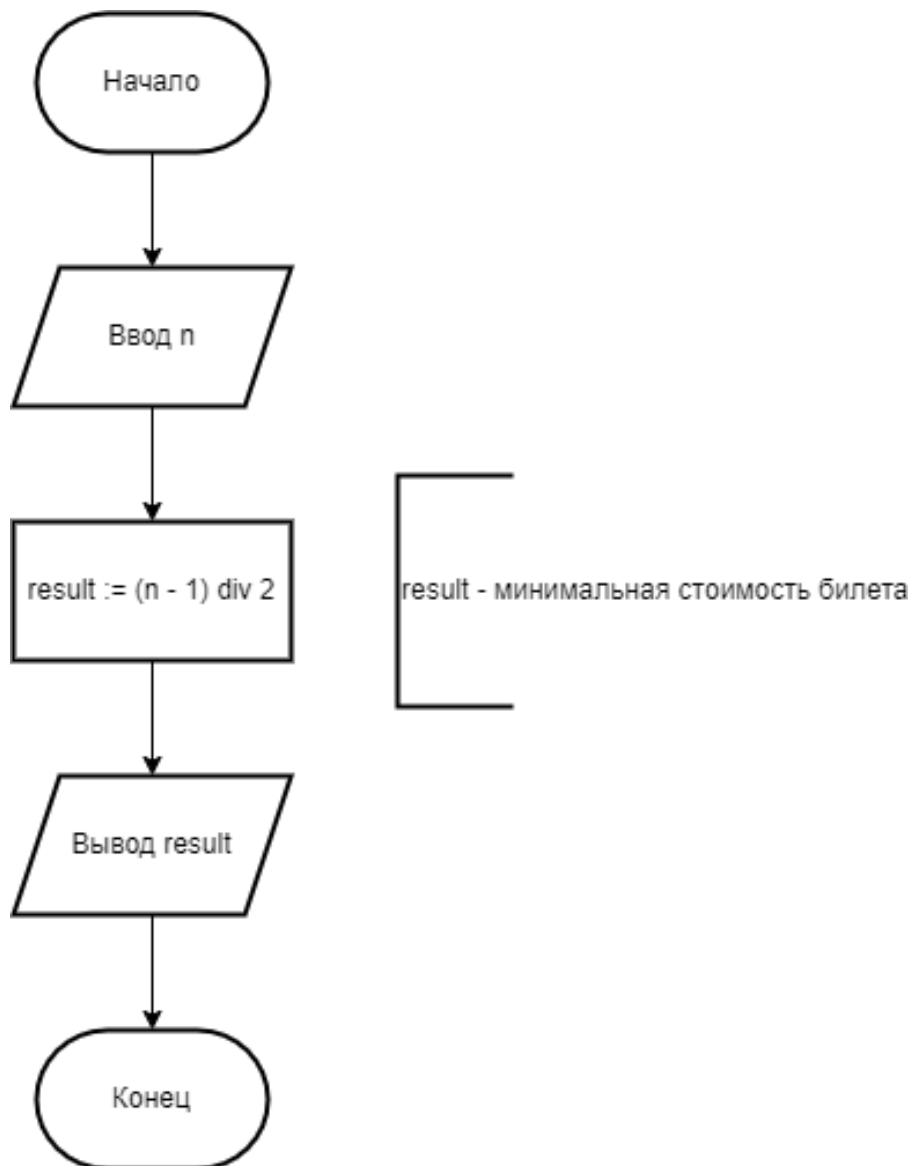 Начало
Ввод n
result := (n - 1) div 2
result - минимальная стоимость билета
Вывод result
Конец